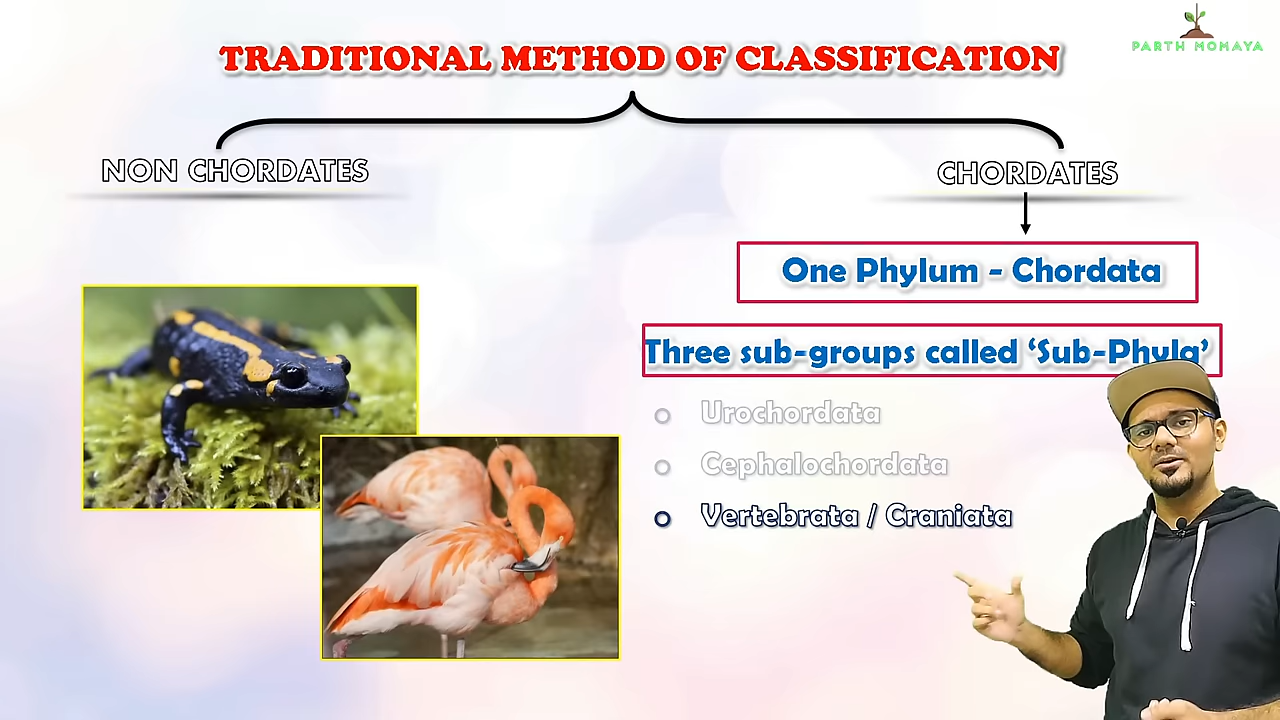 PARTH MOMAYA
TRADITIONAL METHOD OF CLASSIFICATION
NON CHORDATES
CHORDATES
One Phylum - Chordata
Three sub-groups called ‘Sub-Phyla’
Urochordata
Cephalochordata
Vertebrata / Craniata